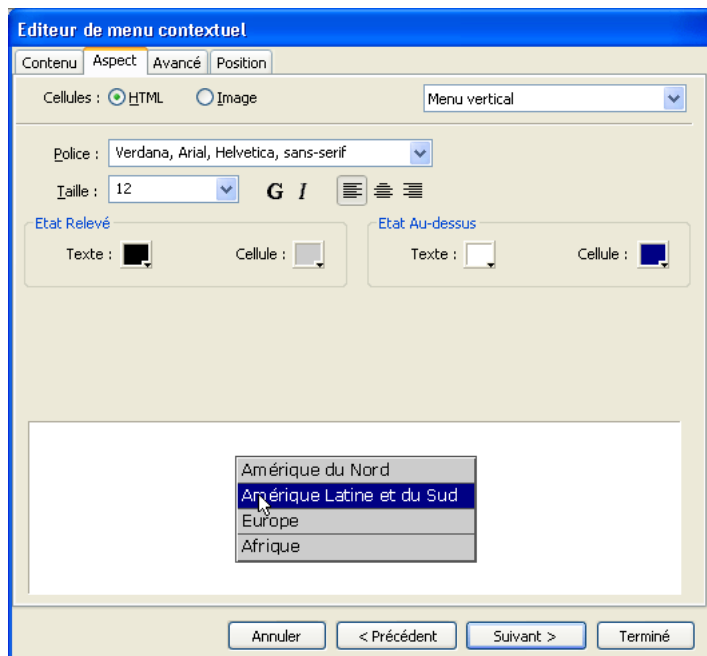 Editeur de menu contextuel
Contenu Aspect Avancé Position
Cellules : HTML Image Menu vertical
Police : Verdana, Arial, Helvetica, sans-serif
Taille : 12 G I
Etat Relevé Etat Au-dessus
Texte : Cellule : Texte : Cellule :
Amérique du Nord
Amérique Latine et du Sud
Europe
Afrique
Annuler < Précédent Suivant > Terminé